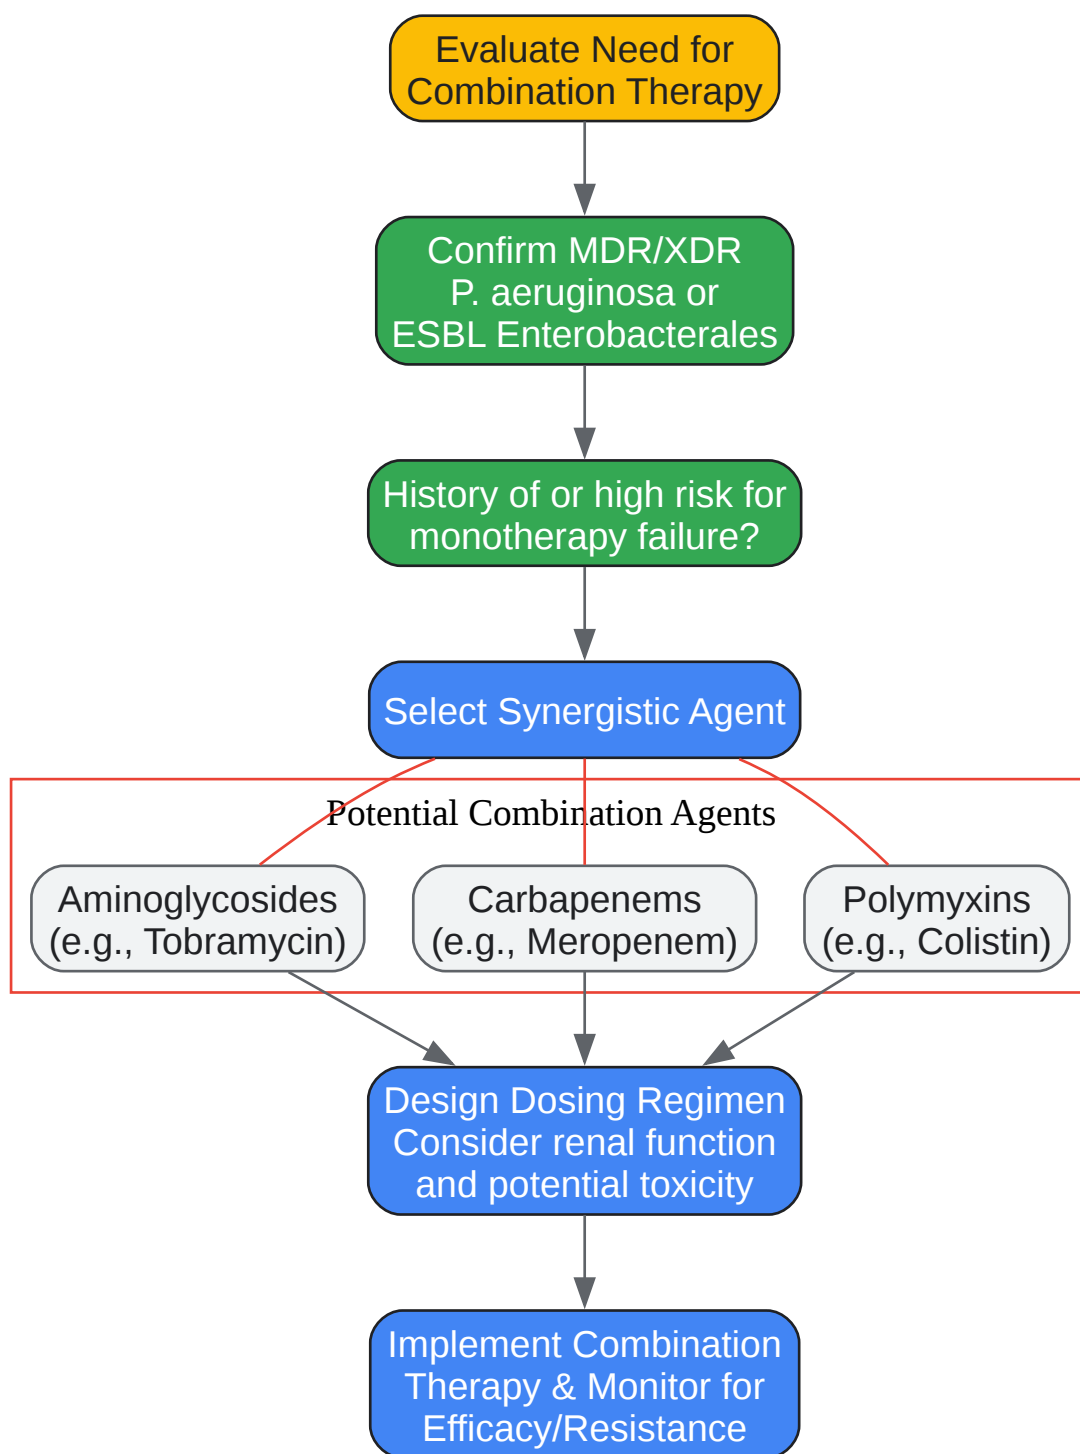 Evaluate Need for
Combination Therapy
Confirm MDR/XDR
P. aeruginosa or
ESBL Enterobacterales
History of or high risk for
monotherapy failure?
Select Synergistic Agent
Potential Combination Agents
Aminoglycosides
(e.g., Tobramycin)
Carbapenems
(e.g., Meropenem)
Polymyxins
(e.g., Colistin)
Design Dosing Regimen
Consider renal function
and potential toxicity
Implement Combination
Therapy & Monitor for
Efficacy/Resistance